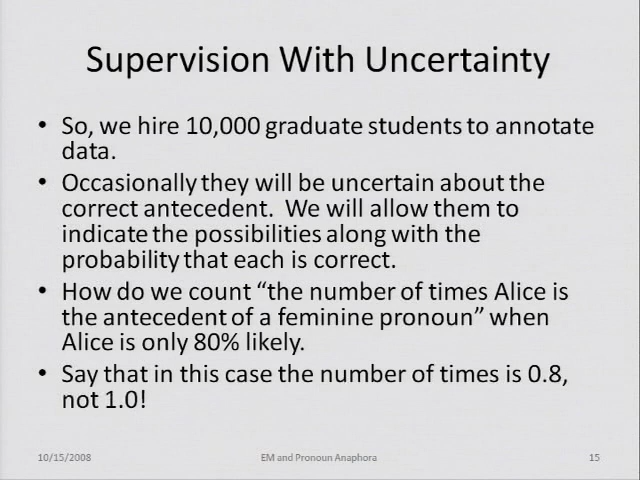 Supervision With Uncertainty
• So, we hire 10,000 graduate students to annotate
data.
• Occasionally they will be uncertain about the
correct antecedent.  We will allow them to
indicate the possibilities along with the
probability that each is correct.
• How do we count “the number of times Alice is
the antecedent of a feminine pronoun” when
Alice is only 80% likely.
• Say that in this case the number of times is 0.8,
not 1.0!
10/15/2008
EM and Pronoun Anaphora
15